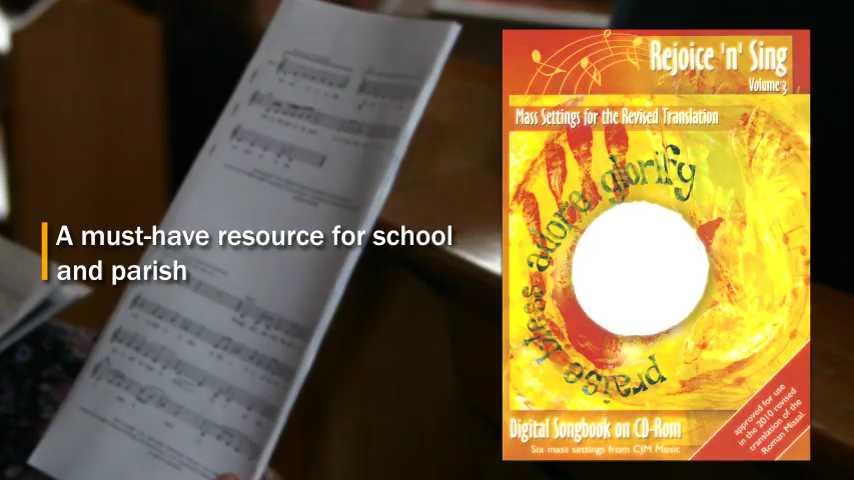 A must-have resource for school
and parish
Rejoice 'n' Sing
Volume 3
Mass Settings for the Revised Translation
praise bless adore glorify
Digital Songbook on CD-Rom
Six mass settings from CJM Music
approved for use
in the 2010 revised
translation of the
Roman Missal.